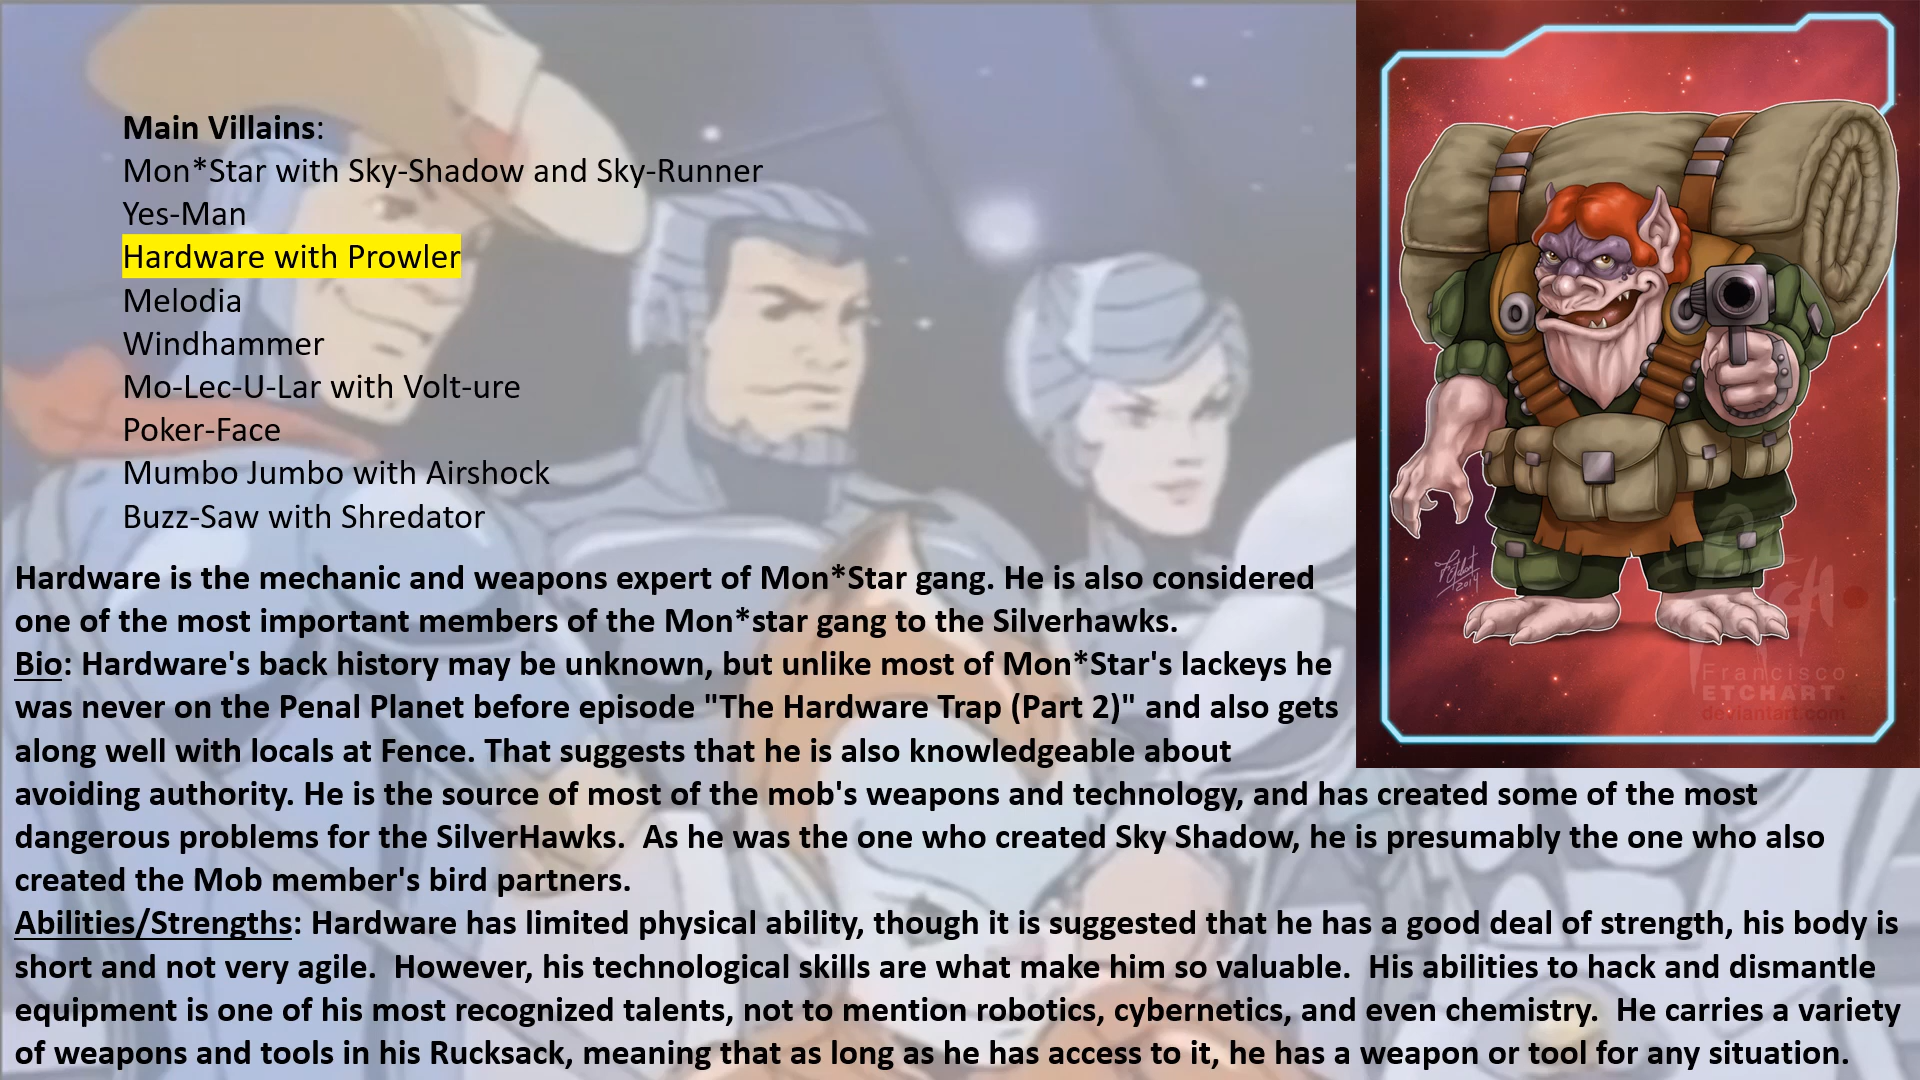 Main Villains:
Mon*Star with Sky-Shadow and Sky-Runner
Yes-Man
Hardware with Prowler
Melodia
Windhammer
Mo-Lec-U-Lar with Volt-ure
Poker-Face
Mumbo Jumbo with Airshock
Buzz-Saw with Shredator
Hardware is the mechanic and weapons expert of Mon*Star gang. He is also considered
one of the most important members of the Mon*star gang to the Silverhawks.
Bio: Hardware's back history may be unknown, but unlike most of Mon*Star's lackeys he
was never on the Penal Planet before episode "The Hardware Trap (Part 2)" and also gets
along well with locals at Fence. That suggests that he is also knowledgeable about
avoiding authority. He is the source of most of the mob's weapons and technology, and has created some of the most
dangerous problems for the SilverHawks.  As he was the one who created Sky Shadow, he is presumably the one who also
created the Mob member's bird partners.
Abilities/Strengths: Hardware has limited physical ability, though it is suggested that he has a good deal of strength, his body is
short and not very agile.  However, his technological skills are what make him so valuable.  His abilities to hack and dismantle
equipment is one of his most recognized talents, not to mention robotics, cybernetics, and even chemistry.  He carries a variety
of weapons and tools in his Rucksack, meaning that as long as he has access to it, he has a weapon or tool for any situation.
2014
Francisco
ETCHART
deviantart.com